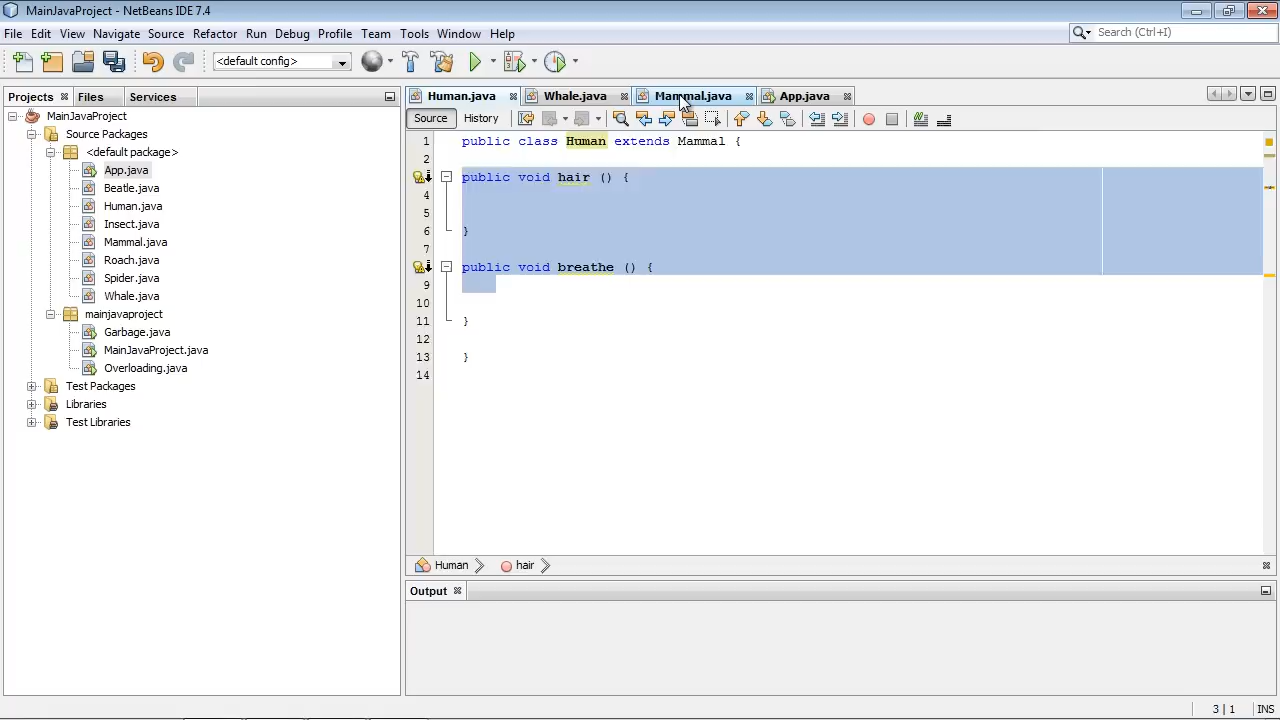 MainJavaProject - NetBeans IDE 7.4
File Edit View Navigate Source Refactor Run Debug Profile Team Tools Window Help
Search (Ctrl+I)
<default config>
Projects Files Services
Human.java Whale.java Mammal.java App.java
Source History
MainJavaProject
Source Packages
<default package>
App.java
Beatle.java
Human.java
Insect.java
Mammal.java
Roach.java
Spider.java
Whale.java
mainjavaproject
Garbage.java
MainJavaProject.java
Overloading.java
Test Packages
Libraries
Test Libraries
1 public class Human extends Mammal {
2
public void hair () {
4
5
6 }
7
public void breathe () {
9
10
11 }
12
13 }
14
Human hair
Output
3 | 1 INS